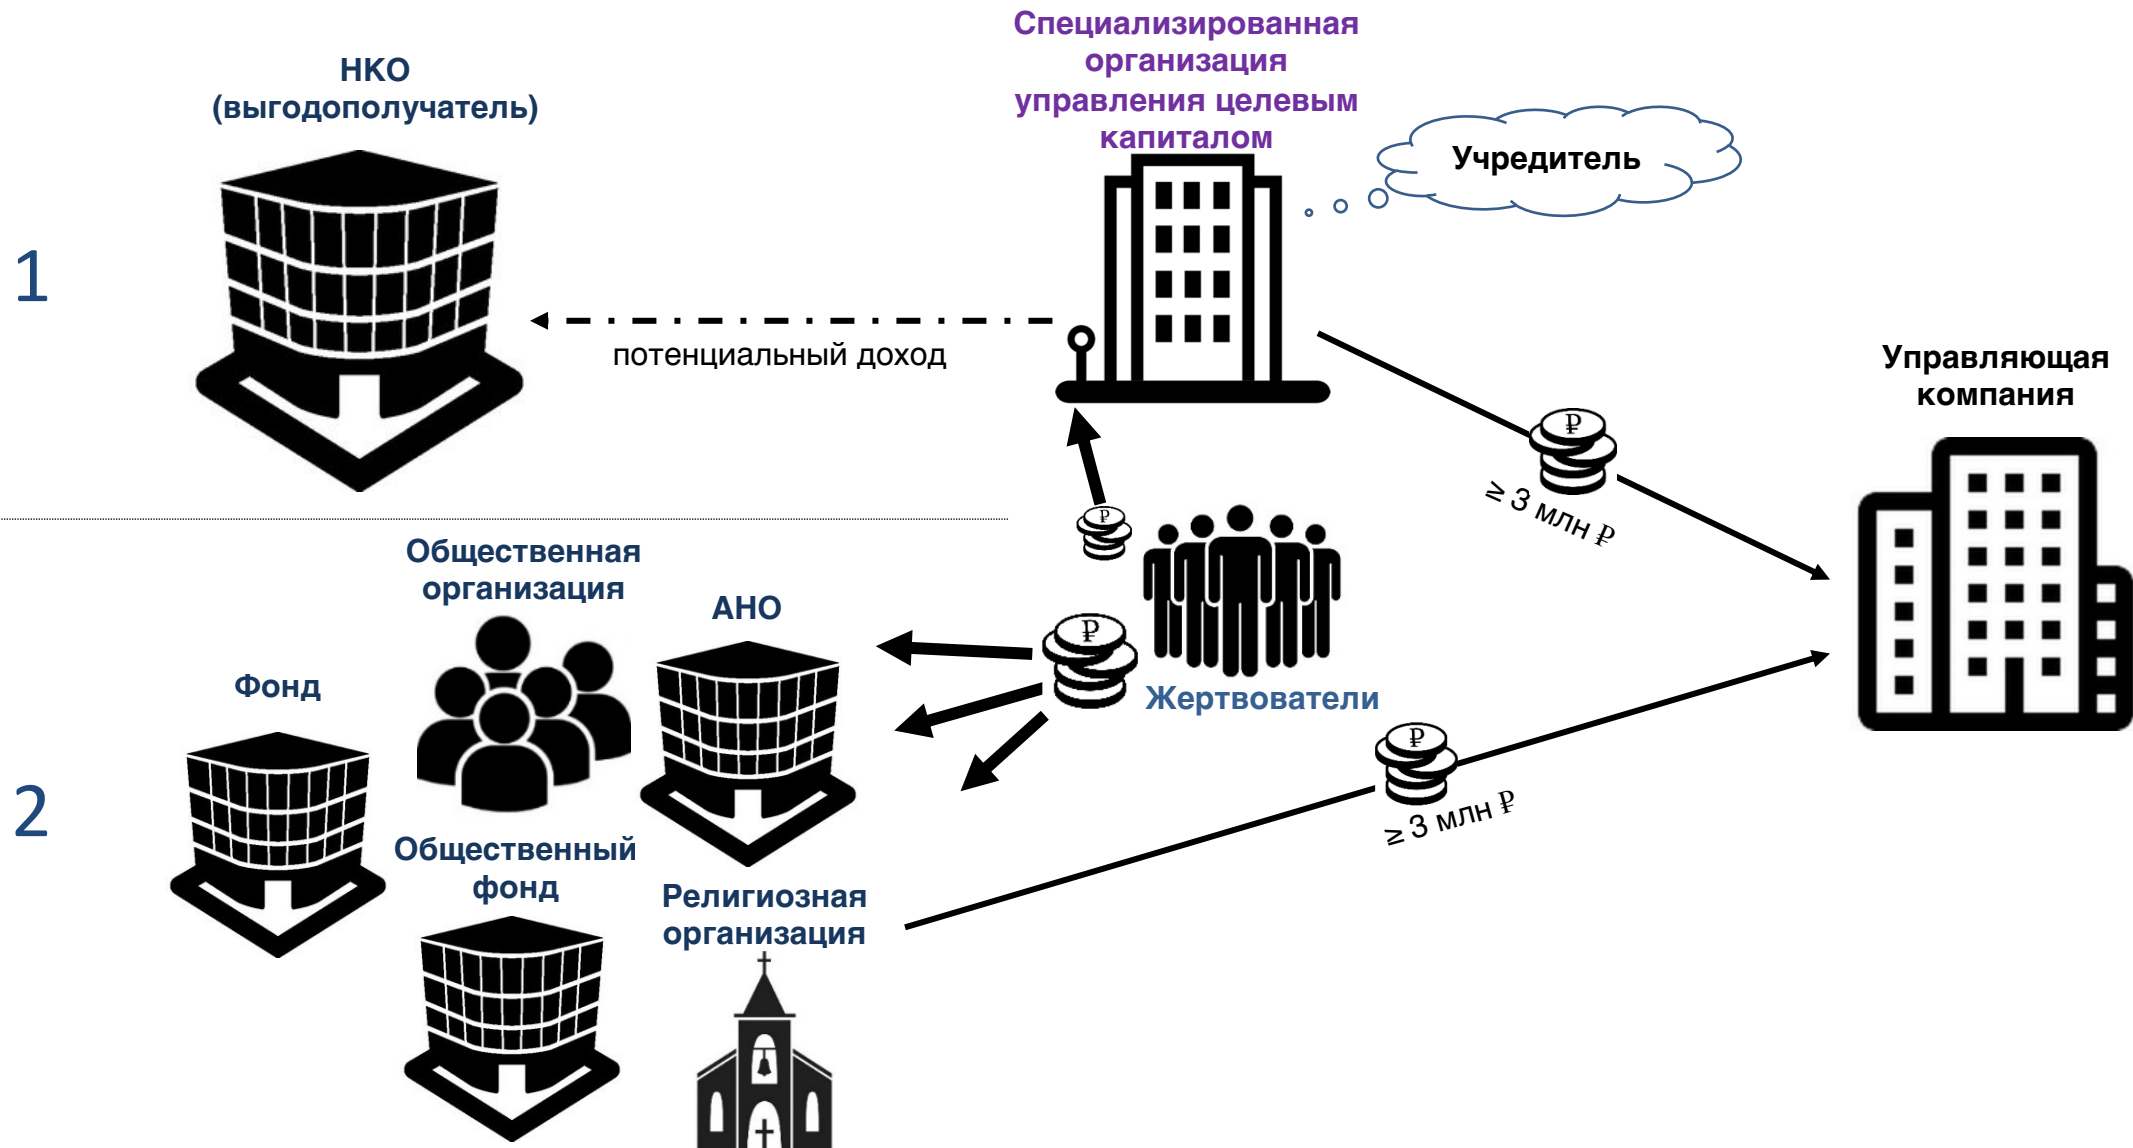 Специализированная
организация
управления целевым
капиталом
НКО
(выгодополучатель)
Учредитель
1
потенциальный доход
Управляющая
компания
₽
≥ 3 млн ₽
₽
Общественная
организация
АНО
₽
Фонд
Жертвователи
2
₽
≥ 3 млн ₽
Общественный
фонд
Религиозная
организация